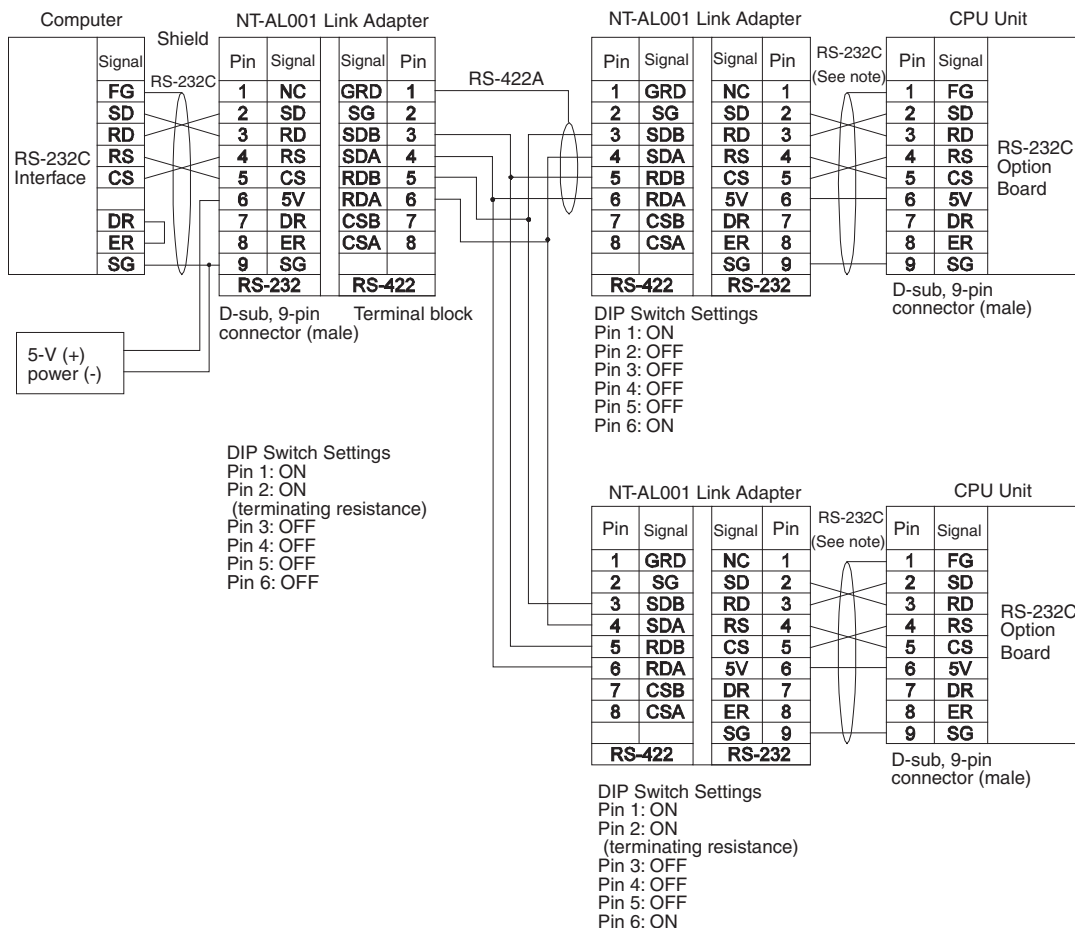 Computer
NT-AL001 Link Adapter
NT-AL001 Link Adapter
CPU Unit
Shield
RS-232C
RS-422A
RS-232C
(See note)
RS-232C
Interface
Signal
FG
SD
RD
RS
CS
DR
ER
SG
Pin Signal
1 NC
2 SD
3 RD
4 RS
5 CS
6 5V
7 DR
8 ER
9 SG
RS-232
Signal Pin
GRD 1
SG 2
SDB 3
SDA 4
RDB 5
RDA 6
CSB 7
CSA 8
RS-422
D-sub, 9-pin
connector (male)
Terminal block
5-V (+)
power (-)
DIP Switch Settings
Pin 1: ON
Pin 2: ON
(terminating resistance)
Pin 3: OFF
Pin 4: OFF
Pin 5: OFF
Pin 6: OFF
Pin Signal
1 GRD
2 SG
3 SDB
4 SDA
5 RDB
6 RDA
7 CSB
8 CSA
RS-422
Signal Pin
NC 1
SD 2
RD 3
RS 4
CS 5
5V 6
DR 7
ER 8
SG 9
RS-232
Pin Signal
1 FG
2 SD
3 RD
4 RS
5 CS
6 5V
7 DR
8 ER
9 SG
RS-232C
Option
Board
D-sub, 9-pin
connector (male)
DIP Switch Settings
Pin 1: ON
Pin 2: OFF
Pin 3: OFF
Pin 4: OFF
Pin 5: OFF
Pin 6: ON
NT-AL001 Link Adapter
CPU Unit
RS-232C
(See note)
Pin Signal
1 GRD
2 SG
3 SDB
4 SDA
5 RDB
6 RDA
7 CSB
8 CSA
RS-422
Signal Pin
NC 1
SD 2
RD 3
RS 4
CS 5
5V 6
DR 7
ER 8
SG 9
RS-232
Pin Signal
1 FG
2 SD
3 RD
4 RS
5 CS
6 5V
7 DR
8 ER
9 SG
RS-232C
Option
Board
D-sub, 9-pin
connector (male)
DIP Switch Settings
Pin 1: ON
Pin 2: ON
(terminating resistance)
Pin 3: OFF
Pin 4: OFF
Pin 5: OFF
Pin 6: ON